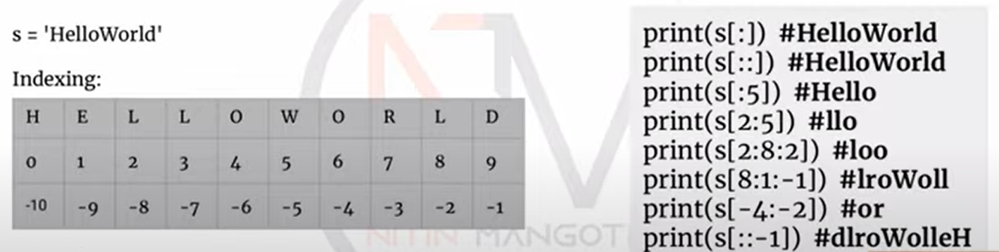 s = 'HelloWorld'
Indexing:
H E L L O W O R L D
0 1 2 3 4 5 6 7 8 9
-10 -9 -8 -7 -6 -5 -4 -3 -2 -1
print(s[:]) #HelloWorld
print(s[::]) #HelloWorld
print(s[:5]) #Hello
print(s[2:5]) #llo
print(s[2:8:2]) #loo
print(s[8:1:-1]) #lroWoll
print(s[-4:-2]) #or
print(s[::-1]) #dlroWolleH
NITIN MANGOT